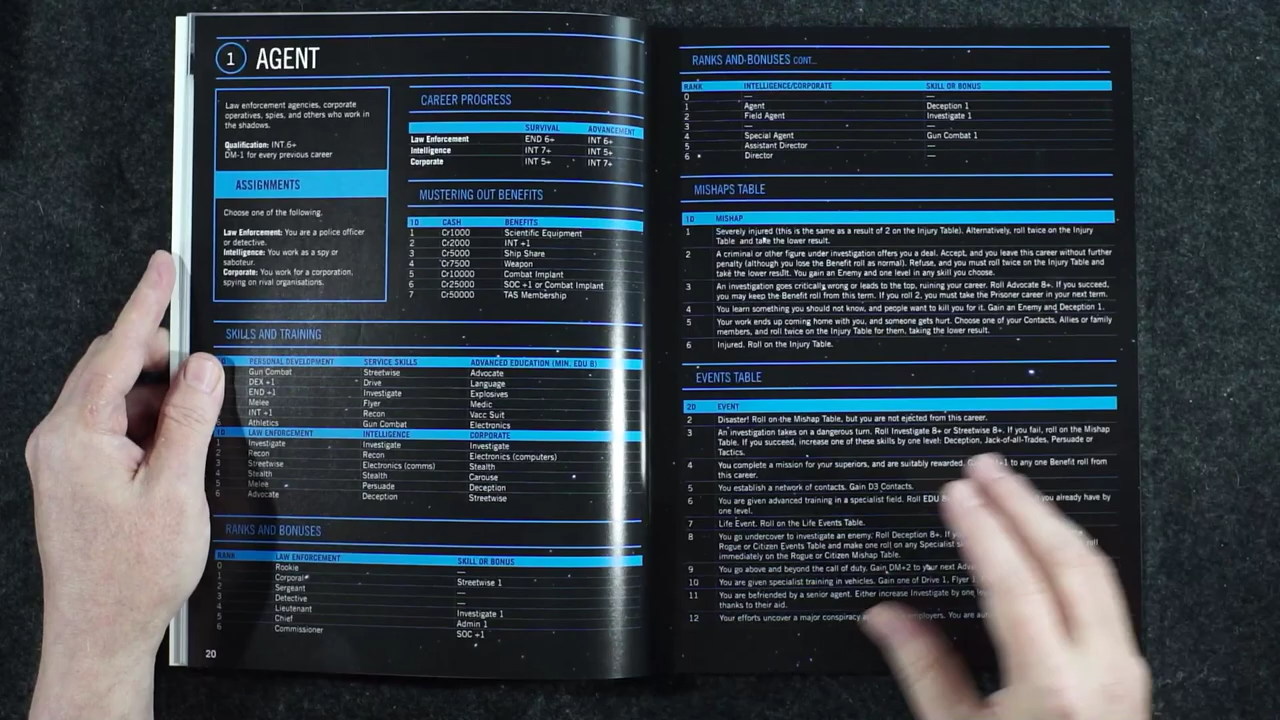 1 AGENT
Law enforcement agencies, corporate
operatives, spies, and others who work in
the shadows.
Qualification: INT 6+
DM-1 for every previous career
ASSIGNMENTS
Choose one of the following.
Law Enforcement: You are a police officer
or detective.
Intelligence: You work as a spy or
saboteur.
Corporate: You work for a corporation,
spying on rival organisations.
CAREER PROGRESS
SURVIVAL ADVANCEMENT
Law Enforcement END 6+ INT 6+
Intelligence INT 7+ INT 5+
Corporate INT 5+ INT 7+
MUSTERING OUT BENEFITS
1D CASH BENEFITS
1 Cr1000 Scientific Equipment
2 Cr2000 INT +1
3 Cr5000 Ship Share
4 Cr7500 Weapon
5 Cr10000 Combat Implant
6 Cr25000 SOC +1 or Combat Implant
7 Cr50000 TAS Membership
SKILLS AND TRAINING
PERSONAL DEVELOPMENT SERVICE SKILLS ADVANCED EDUCATION (MIN. EDU 8)
Gun Combat Streetwise Advocate
DEX +1 Drive Language
END +1 Investigate Explosives
Melee Flyer Medic
INT +1 Recon Vacc Suit
6 Athletics Gun Combat Electronics
1D LAW ENFORCEMENT INTELLIGENCE CORPORATE
1 Investigate Investigate Investigate
2 Recon Recon Electronics (computers)
3 Streetwise Electronics (comms) Stealth
4 Stealth Stealth Carouse
5 Melee Persuade Deception
6 Advocate Deception Streetwise
RANKS AND BONUSES
RANK LAW ENFORCEMENT SKILL OR BONUS
0 Rookie —
1 Corporal Streetwise 1
2 Sergeant —
3 Detective —
4 Lieutenant Investigate 1
5 Chief Admin 1
6 Commissioner SOC +1
20
RANKS AND BONUSES CONT...
RANK INTELLIGENCE/CORPORATE SKILL OR BONUS
0 — —
1 Agent Deception 1
2 Field Agent Investigate 1
3 — —
4 Special Agent Gun Combat 1
5 Assistant Director —
6 Director —
MISHAPS TABLE
1D MISHAP
1 Severely injured (this is the same as a result of 2 on the Injury Table). Alternatively, roll twice on the Injury
Table and take the lower result.
2 A criminal or other figure under investigation offers you a deal. Accept, and you leave this career without further
penalty (although you lose the Benefit roll as normal). Refuse, and you must roll twice on the Injury Table and
take the lower result. You gain an Enemy and one level in any skill you choose.
3 An investigation goes critically wrong or leads to the top, ruining your career. Roll Advocate 8+. If you succeed,
you may keep the Benefit roll from this term. If you roll 2, you must take the Prisoner career in your next term.
4 You learn something you should not know, and people want to kill you for it. Gain an Enemy and Deception 1.
5 Your work ends up coming home with you, and someone gets hurt. Choose one of your Contacts, Allies or family
members, and roll twice on the Injury Table for them, taking the lower result.
6 Injured. Roll on the Injury Table.
EVENTS TABLE
2D EVENT
2 Disaster! Roll on the Mishap Table, but you are not ejected from this career.
3 An investigation takes on a dangerous turn. Roll Investigate 8+ or Streetwise 8+. If you fail, roll on the Mishap
Table. If you succeed, increase one of these skills by one level: Deception, Jack-of-all-Trades, Persuade or
Tactics.
4 You complete a mission for your superiors, and are suitably rewarded. +1 to any one Benefit roll from
this career.
5 You establish a network of contacts. Gain D3 Contacts.
6 You are given advanced training in a specialist field. Roll EDU you already have by
one level.
7 Life Event. Roll on the Life Events Table.
8 You go undercover to investigate an enemy. Roll Deception 8+. If
Rogue or Citizen Events Table and make one roll on any Specialist roll
immediately on the Rogue or Citizen Mishap Table.
9 You go above and beyond the call of duty. Gain DM+2 to your next
10 You are given specialist training in vehicles. Gain one of Drive 1, Flyer
11 You are befriended by a senior agent. Either increase Investigate by one
thanks to their aid.
12 Your efforts uncover a major conspiracy employers. You are